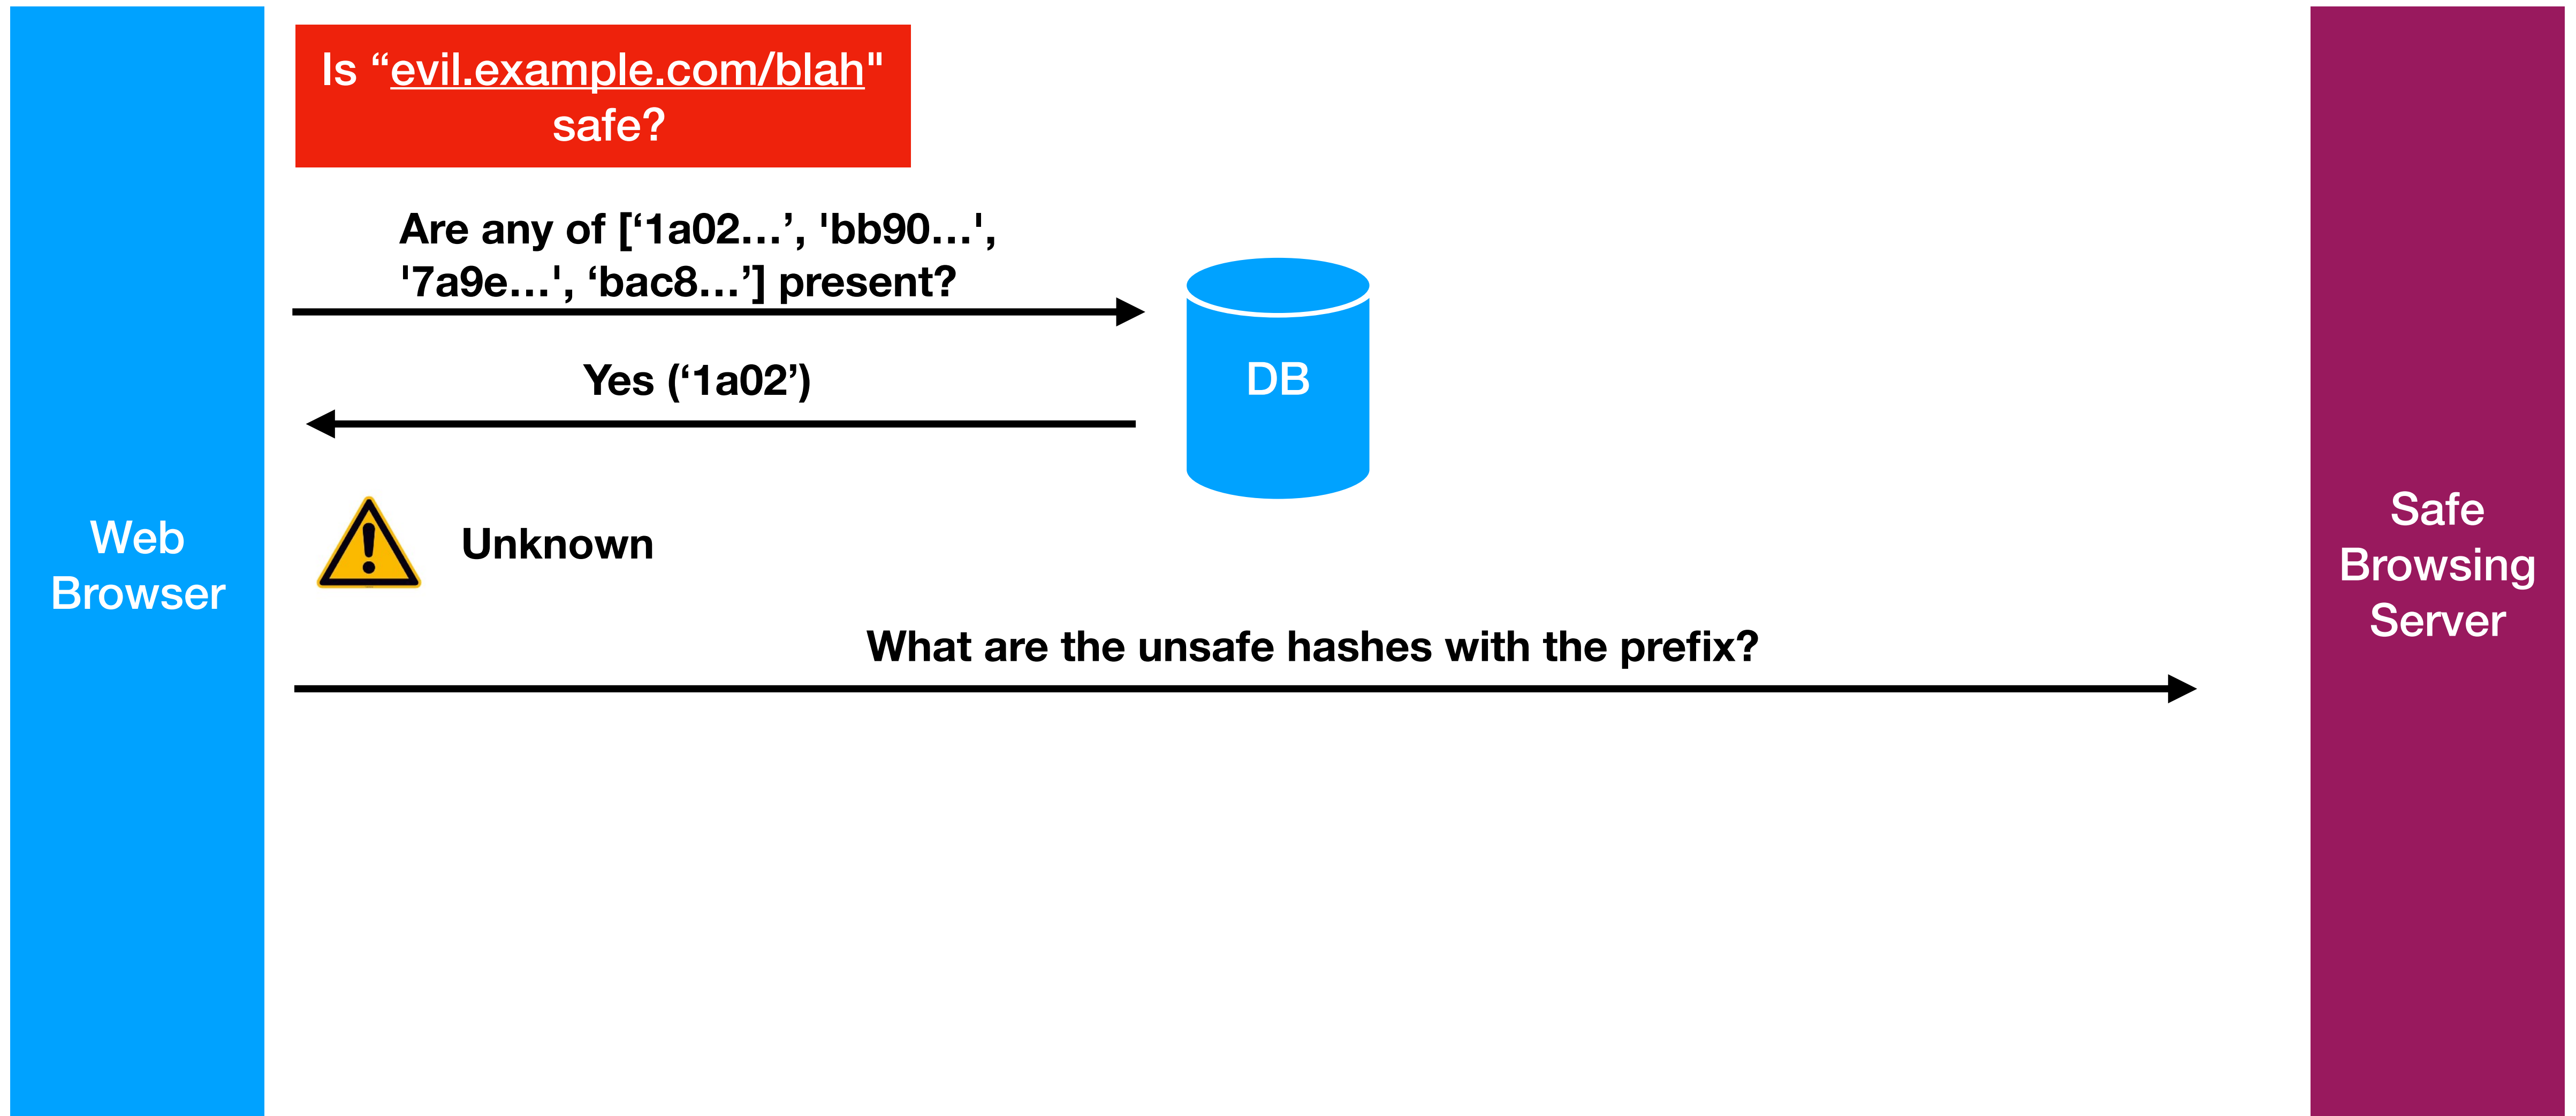 Is “evil.example.com/blah"
safe?
Are any of [‘1a02…’, 'bb90…',
'7a9e…', ‘bac8…’] present?
Yes (‘1a02’)
DB
Unknown
Web
Browser
Safe
Browsing
Server
What are the unsafe hashes with the prefix?